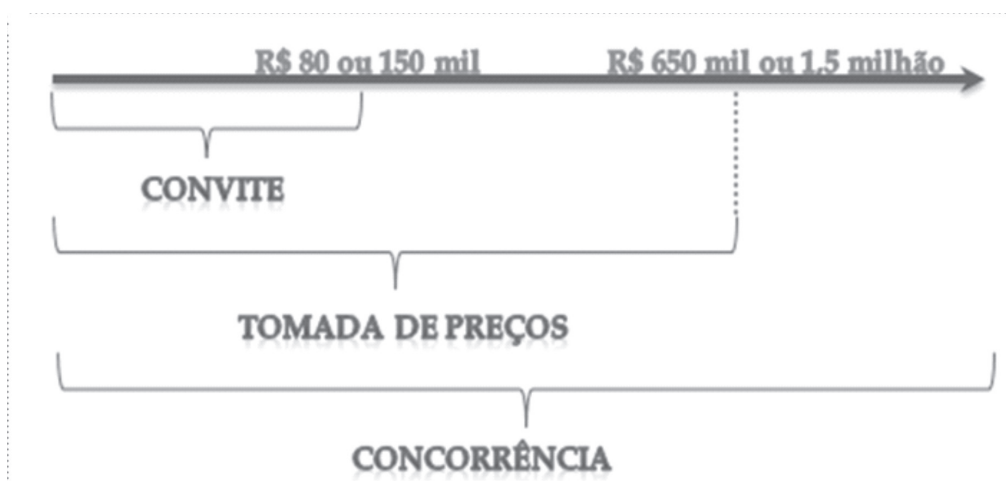 R$ 80 ou 150 mil R$ 650 mil ou 1,5 milhão
CONVITE
TOMADA DE PREÇOS
CONCORRÊNCIA